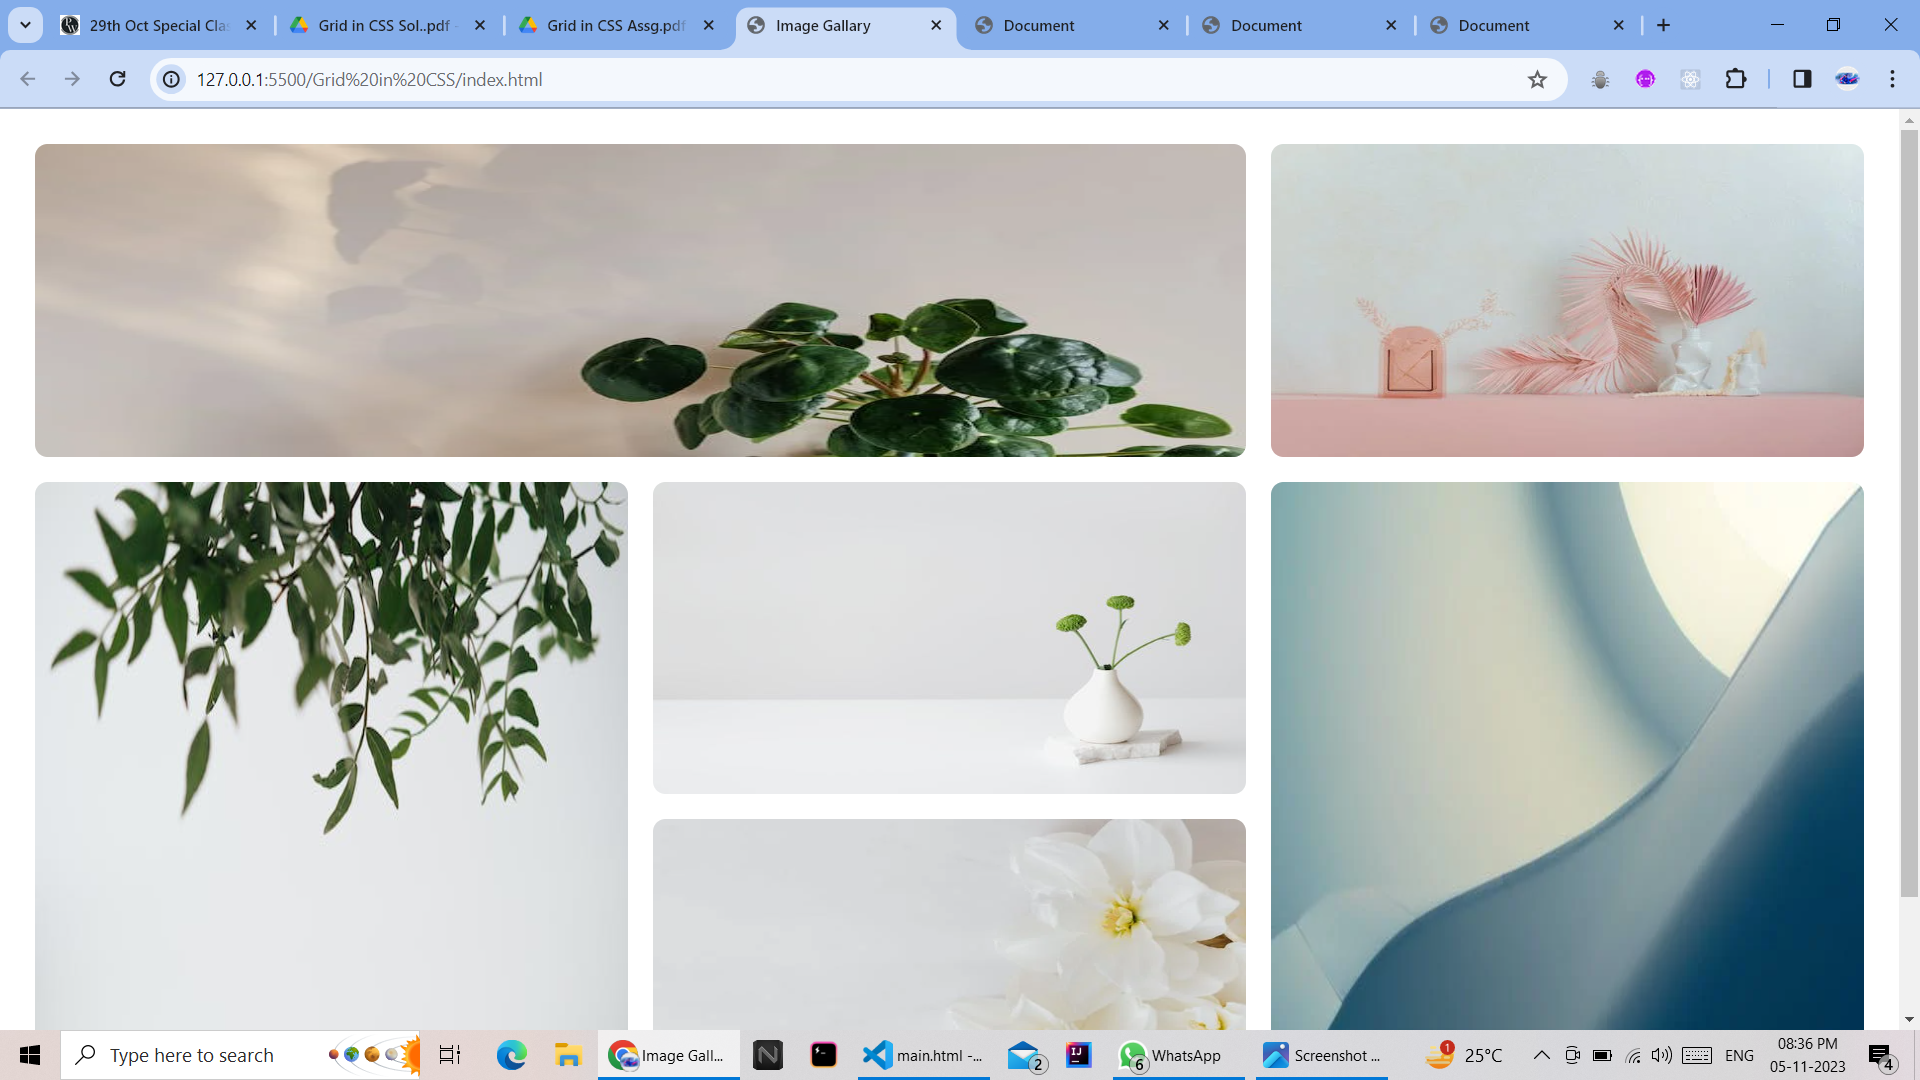 29th Oct Special Cla
Grid in CSS Sol..pdf -
Grid in CSS Assg.pdf
Image Gallary
Document
Document
Document
127.0.0.1:5500/Grid%20in%20CSS/index.html
Type here to search
Image Gall...
main.html -...
2
6
WhatsApp
Screenshot ...
1
25°C
ENG
08:36 PM
05-11-2023
4